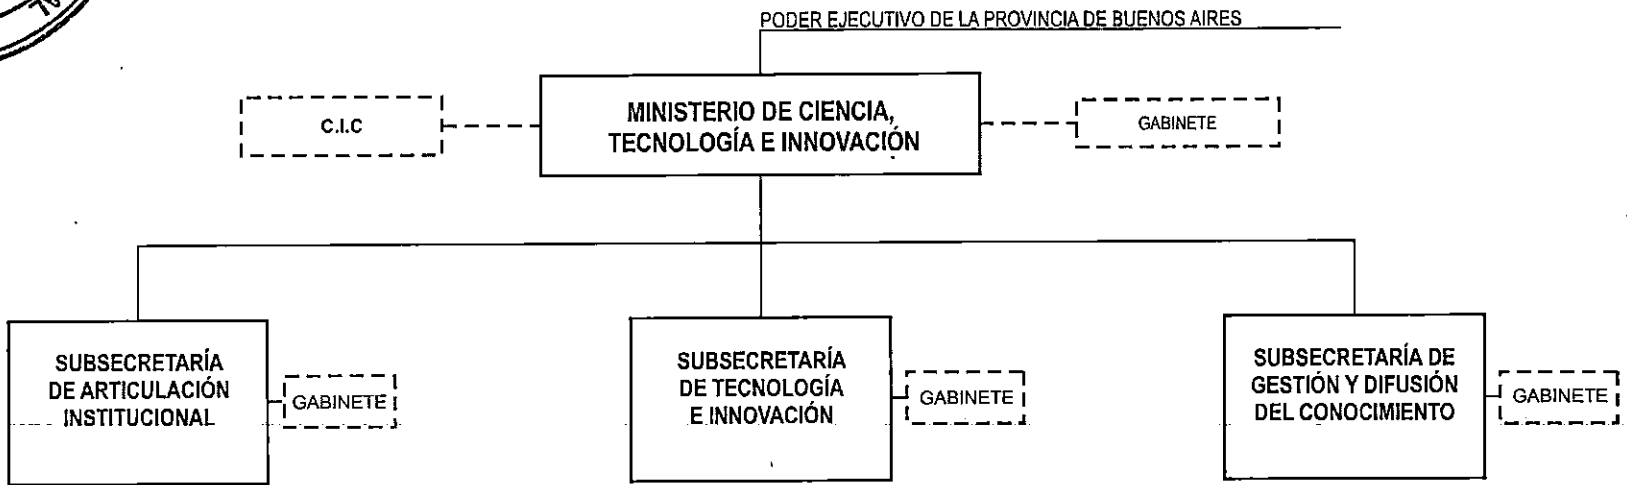 PODER EJECUTIVO DE LA PROVINCIA DE BUENOS AIRES
C.I.C
MINISTERIO DE CIENCIA,
TECNOLOGÍA E INNOVACIÓN
GABINETE
SUBSECRETARÍA
DE ARTICULACIÓN
INSTITUCIONAL
GABINETE
SUBSECRETARÍA
DE TECNOLOGÍA
E INNOVACIÓN
GABINETE
SUBSECRETARÍA DE
GESTIÓN Y DIFUSIÓN
DEL CONOCIMIENTO
GABINETE